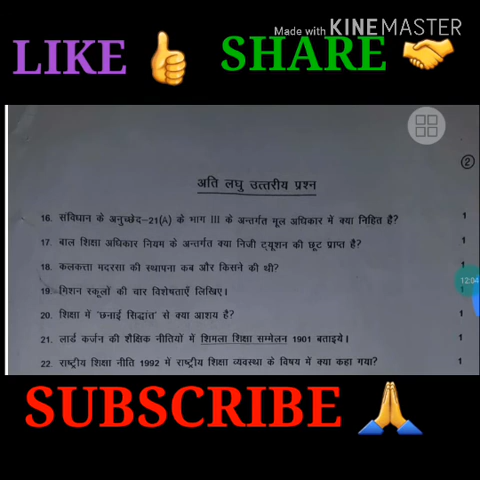 Made with KINEMASTER
LIKE 👍 SHARE 🤝
2
अति लघु उत्तरीय प्रश्न
16. संविधान के अनुच्छेद–21(A) के भाग III के अन्तर्गत मूल अधिकार में क्या निहित है? 1
17. बाल शिक्षा अधिकार नियम के अन्तर्गत क्या निजी ट्यूशन की छूट प्राप्त है? 1
18. कलकत्ता मदरसा की स्थापना कब और किसने की थी? 1
12:04
19. मिशन स्कूलों की चार विशेषताएँ लिखिए। 1
20. शिक्षा में 'छनाई सिद्धांत' से क्या आशय है? 1
21. लार्ड कर्जन की शैक्षिक नीतियों में शिमला शिक्षा सम्मेलन 1901 बताइये। 1
22. राष्ट्रीय शिक्षा नीति 1992 में राष्ट्रीय शिक्षा व्यवस्था के विषय में क्या कहा गया? 1
SUBSCRIBE 🙏